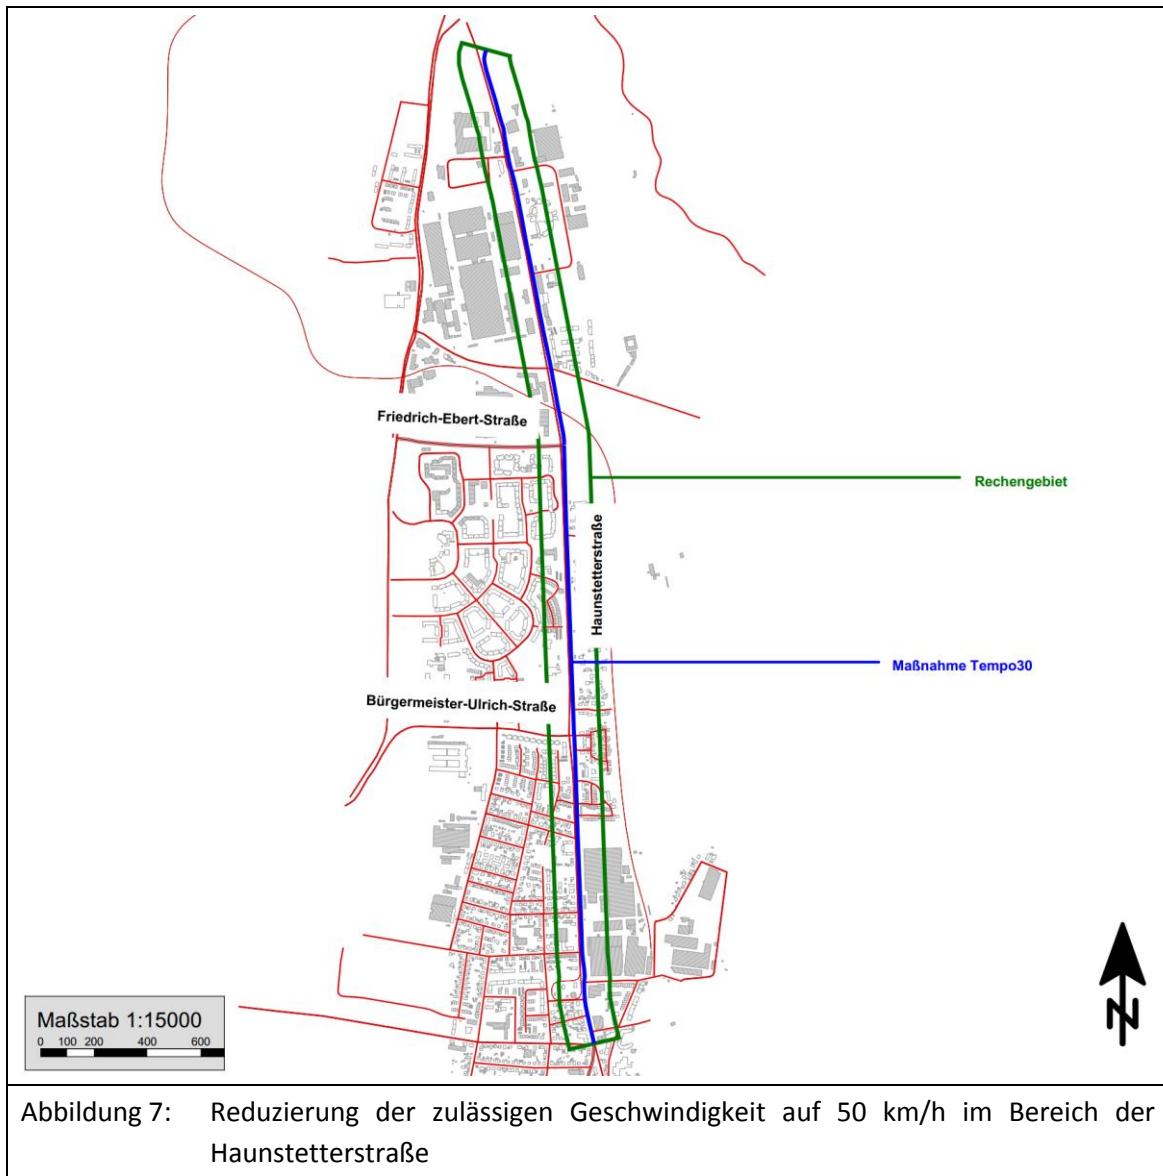 Friedrich-Ebert-Straße
Rechengebiet
Haunstetterstraße
Maßnahme Tempo30
Bürgermeister-Ulrich-Straße
Maßstab 1:15000
0 100 200 400 600
N
Abbildung 7: Reduzierung der zulässigen Geschwindigkeit auf 50 km/h im Bereich der
Haunstetterstraße